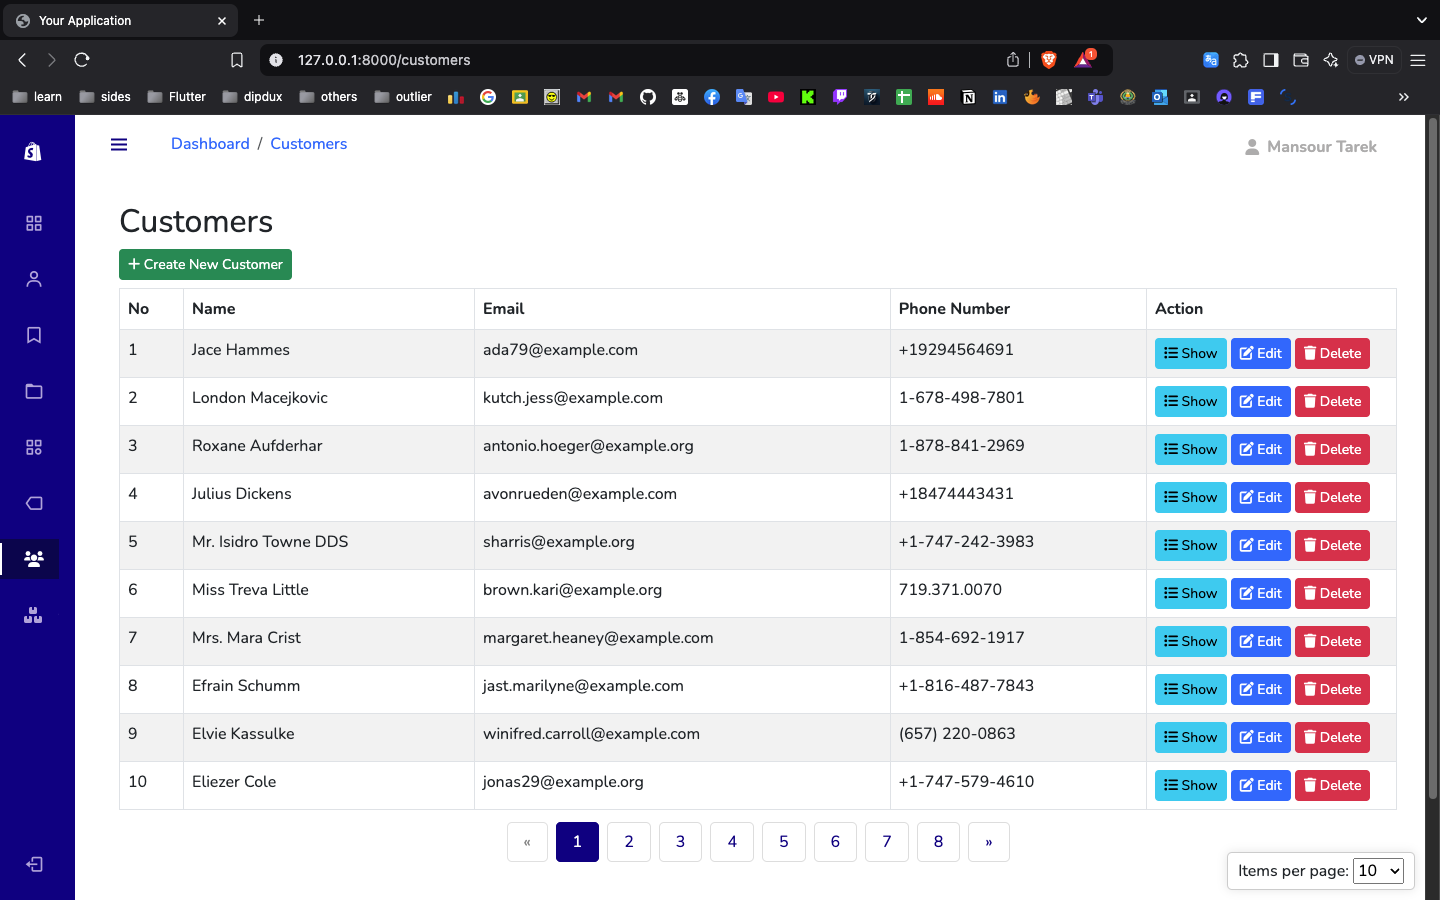 Your Application
127.0.0.1:8000/customers
1
VPN
learn sides Flutter dipdux others outlier
Dashboard / Customers
Mansour Tarek
Customers
Create New Customer
No Name Email Phone Number Action
1 Jace Hammes ada79@example.com +19294564691 Show Edit Delete
2 London Macejkovic kutch.jess@example.com 1-678-498-7801 Show Edit Delete
3 Roxane Aufderhar antonio.hoeger@example.org 1-878-841-2969 Show Edit Delete
4 Julius Dickens avonrueden@example.com +18474443431 Show Edit Delete
5 Mr. Isidro Towne DDS sharris@example.org +1-747-242-3983 Show Edit Delete
6 Miss Treva Little brown.kari@example.org 719.371.0070 Show Edit Delete
7 Mrs. Mara Crist margaret.heaney@example.com 1-854-692-1917 Show Edit Delete
8 Efrain Schumm jast.marilyne@example.com +1-816-487-7843 Show Edit Delete
9 Elvie Kassulke winifred.carroll@example.com (657) 220-0863 Show Edit Delete
10 Eliezer Cole jonas29@example.org +1-747-579-4610 Show Edit Delete
« 1 2 3 4 5 6 7 8 »
Items per page: 10